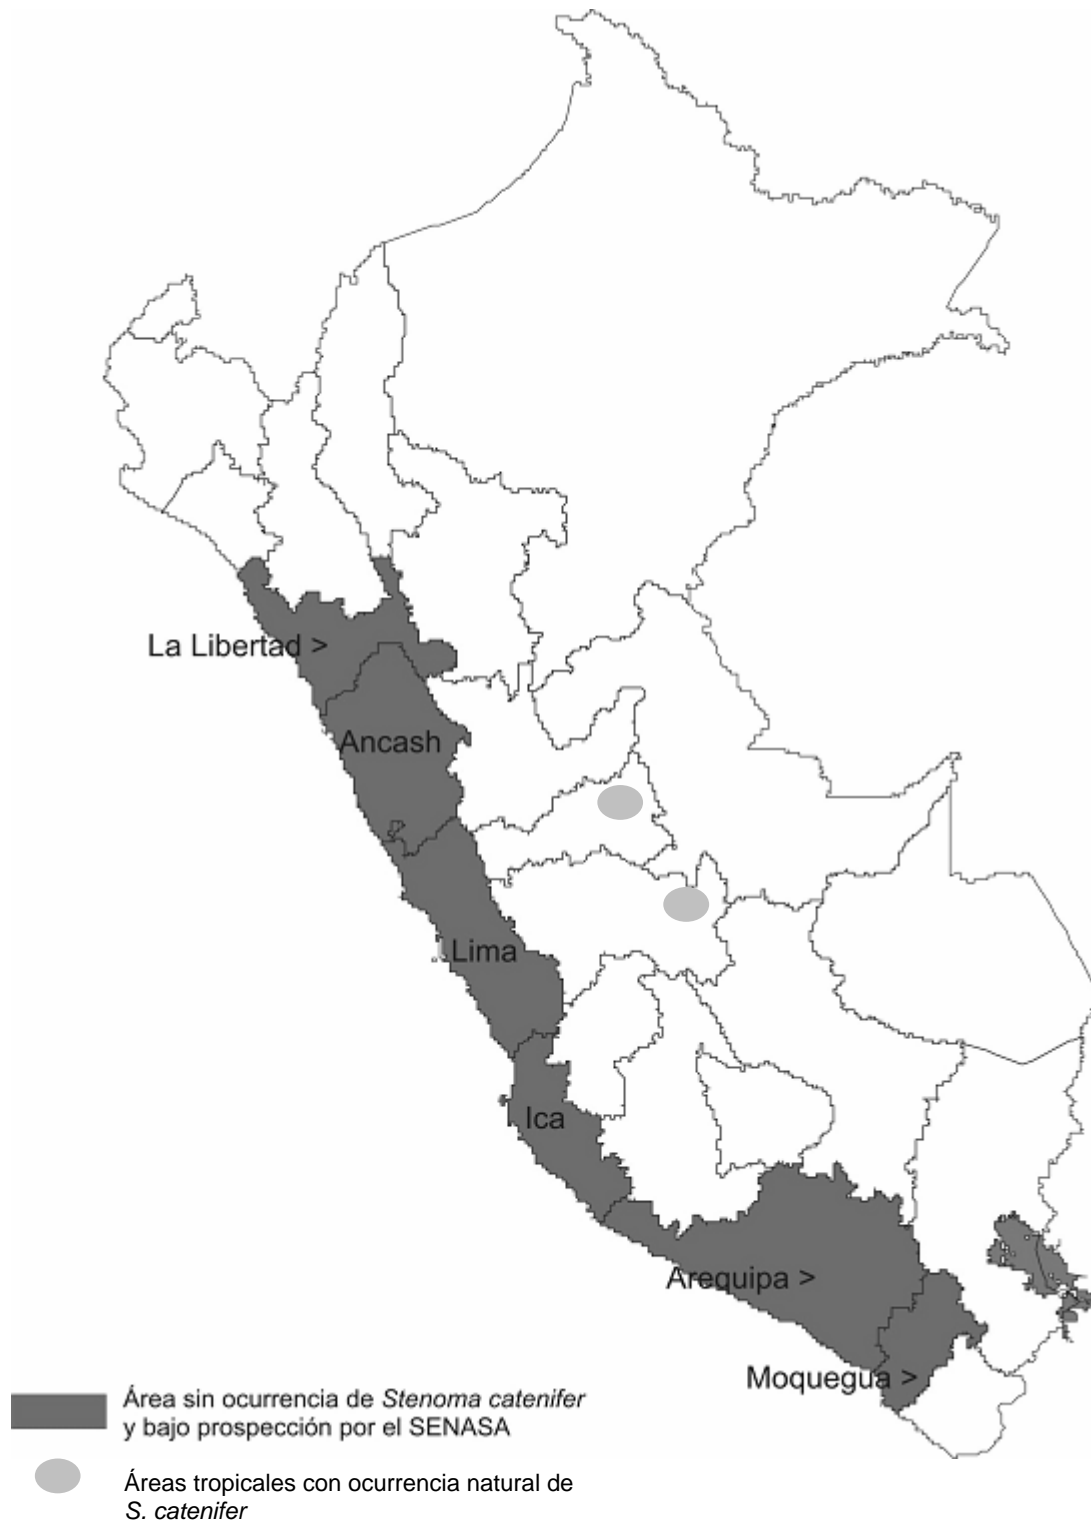 La Libertad >
Ancash
Lima
Ica
Arequipa >
Moquegua >
Área sin ocurrencia de Stenoma catenifer
y bajo prospección por el SENASA
Áreas tropicales con ocurrencia natural de
S. catenifer